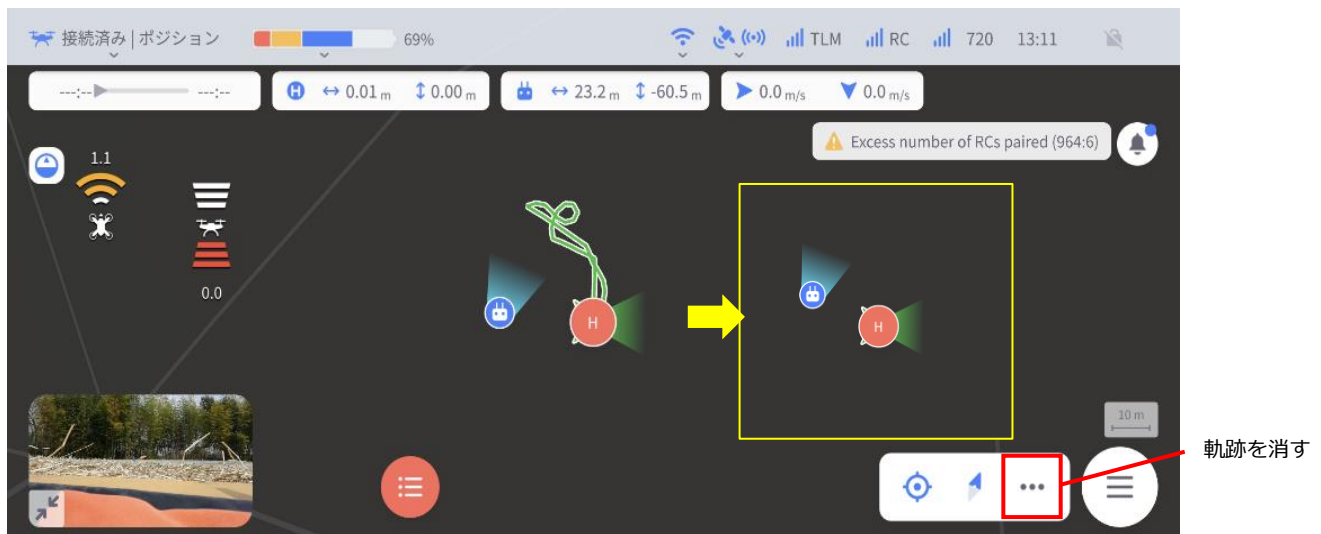 接続済み | ポジション 69% TLM RC 720 13:11
---:-- ---:-- H 0.01 m 0.00 m 23.2 m -60.5 m 0.0 m/s 0.0 m/s
Excess number of RCs paired (964:6)
1.1
0.0
H
H
10 m
軌跡を消す